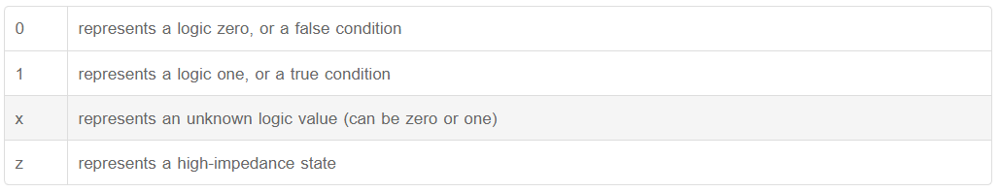 0 represents a logic zero, or a false condition
1 represents a logic one, or a true condition
x represents an unknown logic value (can be zero or one)
z represents a high-impedance state